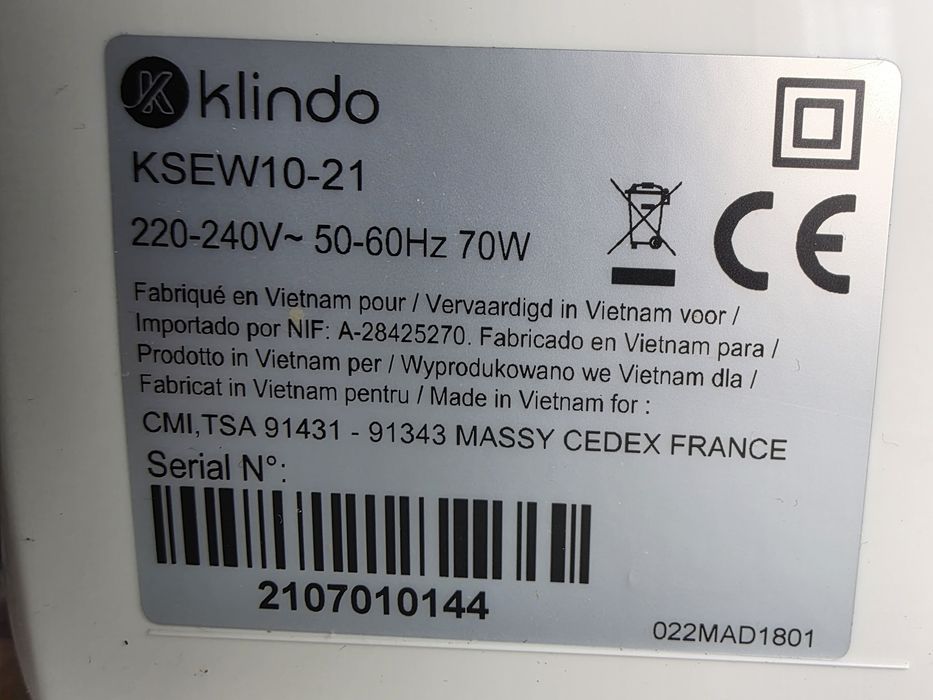 klindo
KSEW10-21
220-240V~ 50-60Hz 70W
CE
Fabriqué en Vietnam pour / Vervaardigd in Vietnam voor /
Importado por NIF: A-28425270. Fabricado en Vietnam para /
Prodotto in Vietnam per / Wyprodukowano we Vietnam dla /
Fabricat in Vietnam pentru / Made in Vietnam for :
CMI,TSA 91431 - 91343 MASSY CEDEX FRANCE
Serial N°:
2107010144
022MAD1801